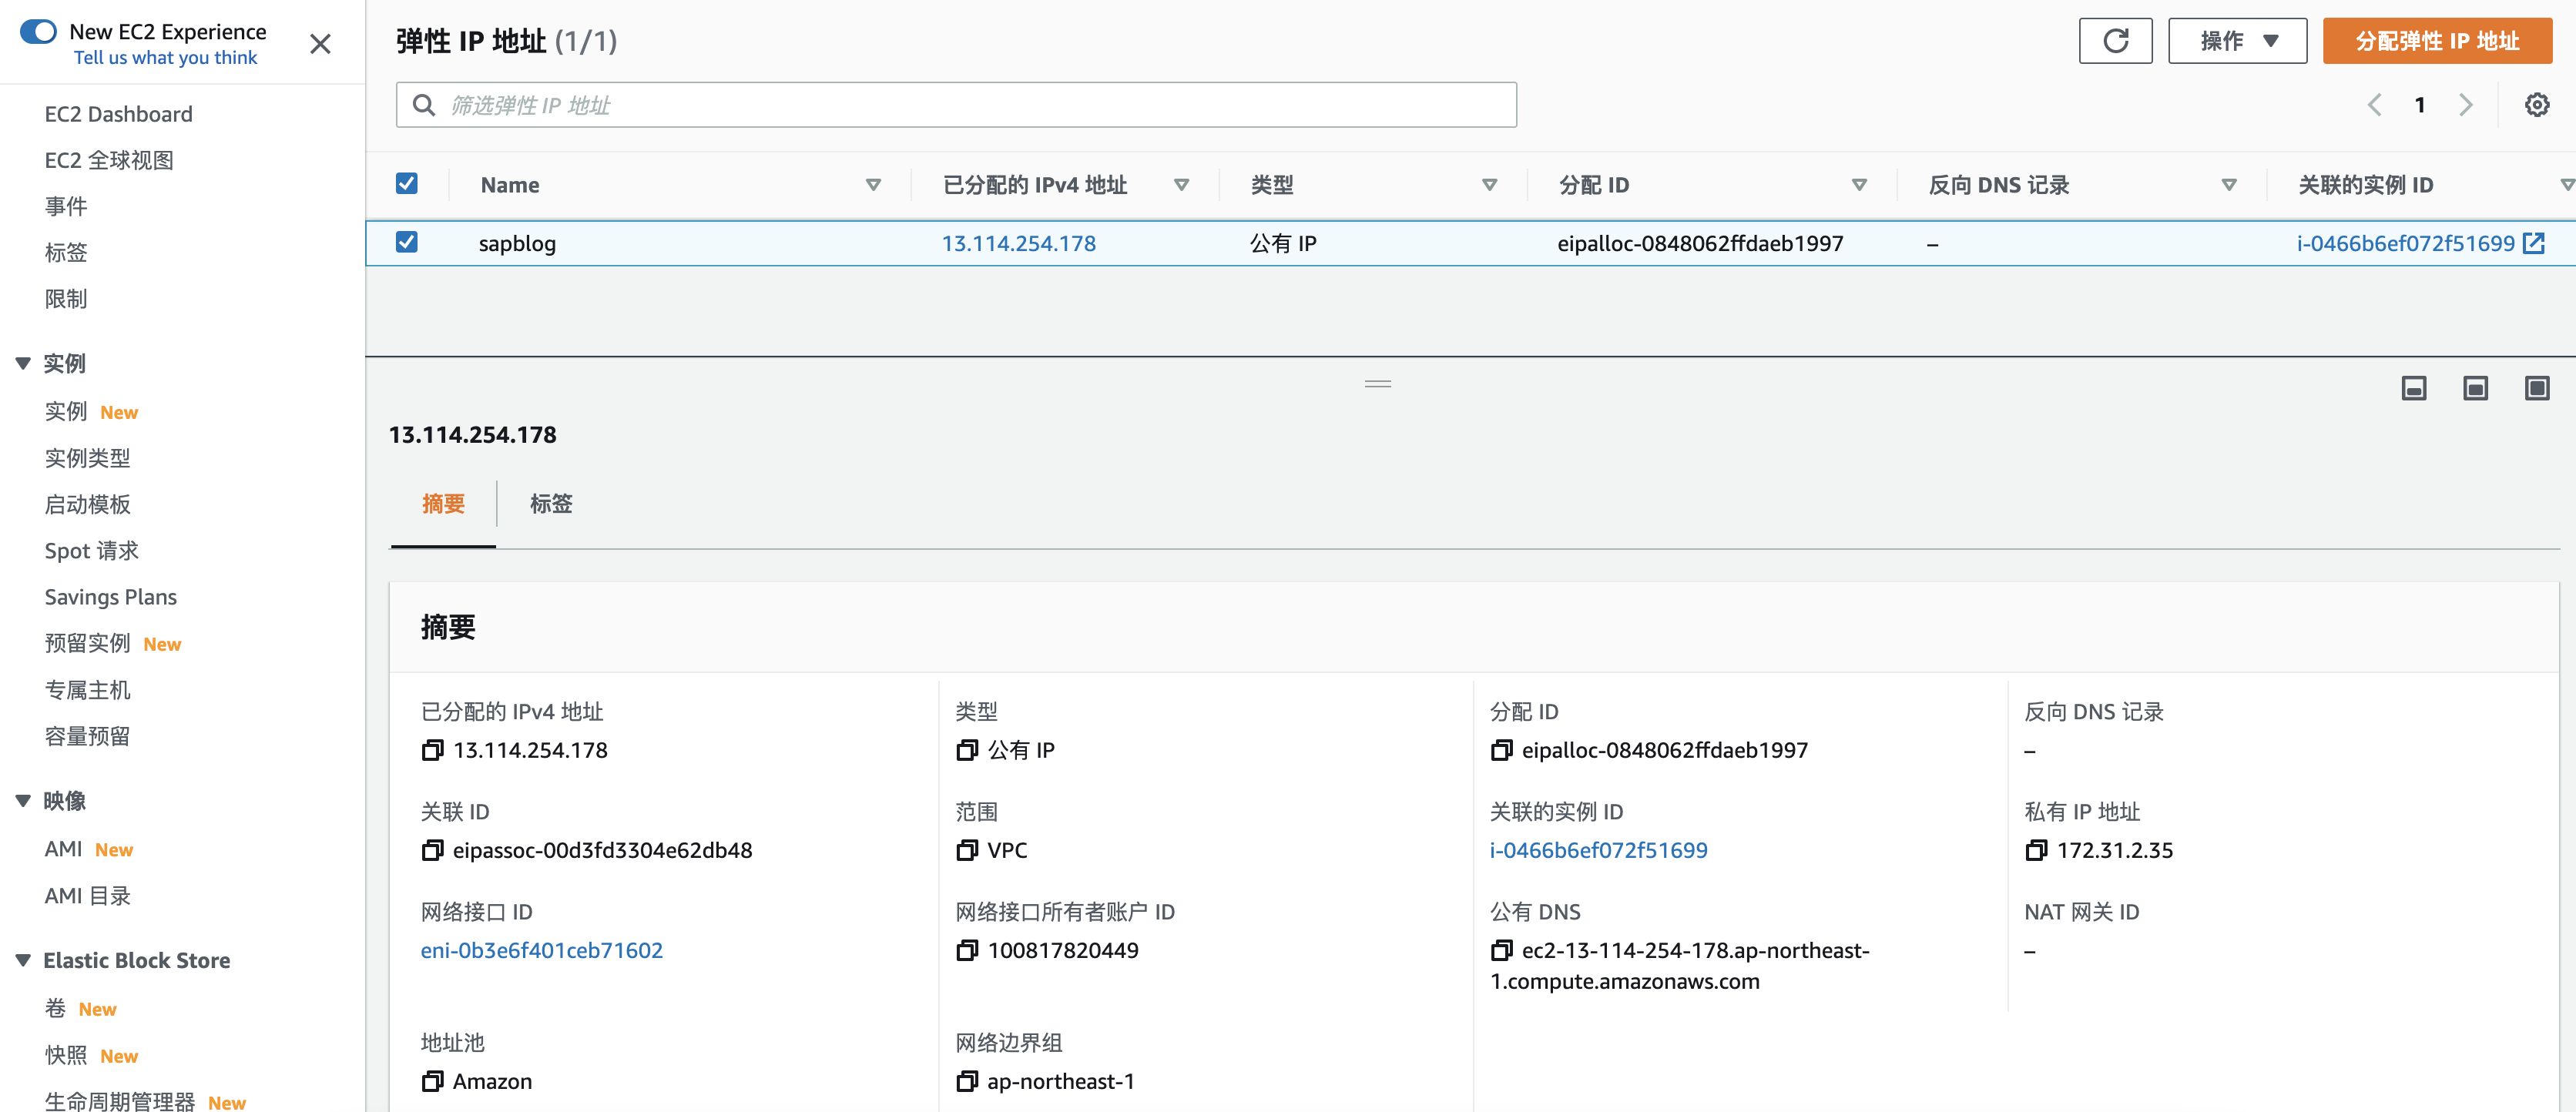 New EC2 Experience
Tell us what you think
EC2 Dashboard
EC2 全球视图
事件
标签
限制
实例
实例 New
实例类型
启动模板
Spot 请求
Savings Plans
预留实例 New
专属主机
容量预留
映像
AMI New
AMI 目录
Elastic Block Store
卷 New
快照 New
生命周期管理器 New
弹性 IP 地址 (1/1)
操作
分配弹性 IP 地址
筛选弹性 IP 地址
1
Name 已分配的 IPv4 地址 类型 分配 ID 反向 DNS 记录 关联的实例 ID
sapblog 13.114.254.178 公有 IP eipalloc-0848062ffdaeb1997 – i-0466b6ef072f51699
13.114.254.178
摘要 标签
摘要
已分配的 IPv4 地址 类型 分配 ID 反向 DNS 记录
13.114.254.178 公有 IP eipalloc-0848062ffdaeb1997 –
关联 ID 范围 关联的实例 ID 私有 IP 地址
eipassoc-00d3fd3304e62db48 VPC i-0466b6ef072f51699 172.31.2.35
网络接口 ID 网络接口所有者账户 ID 公有 DNS NAT 网关 ID
eni-0b3e6f401ceb71602 100817820449 ec2-13-114-254-178.ap-northeast- –
1.compute.amazonaws.com
地址池 网络边界组
Amazon ap-northeast-1